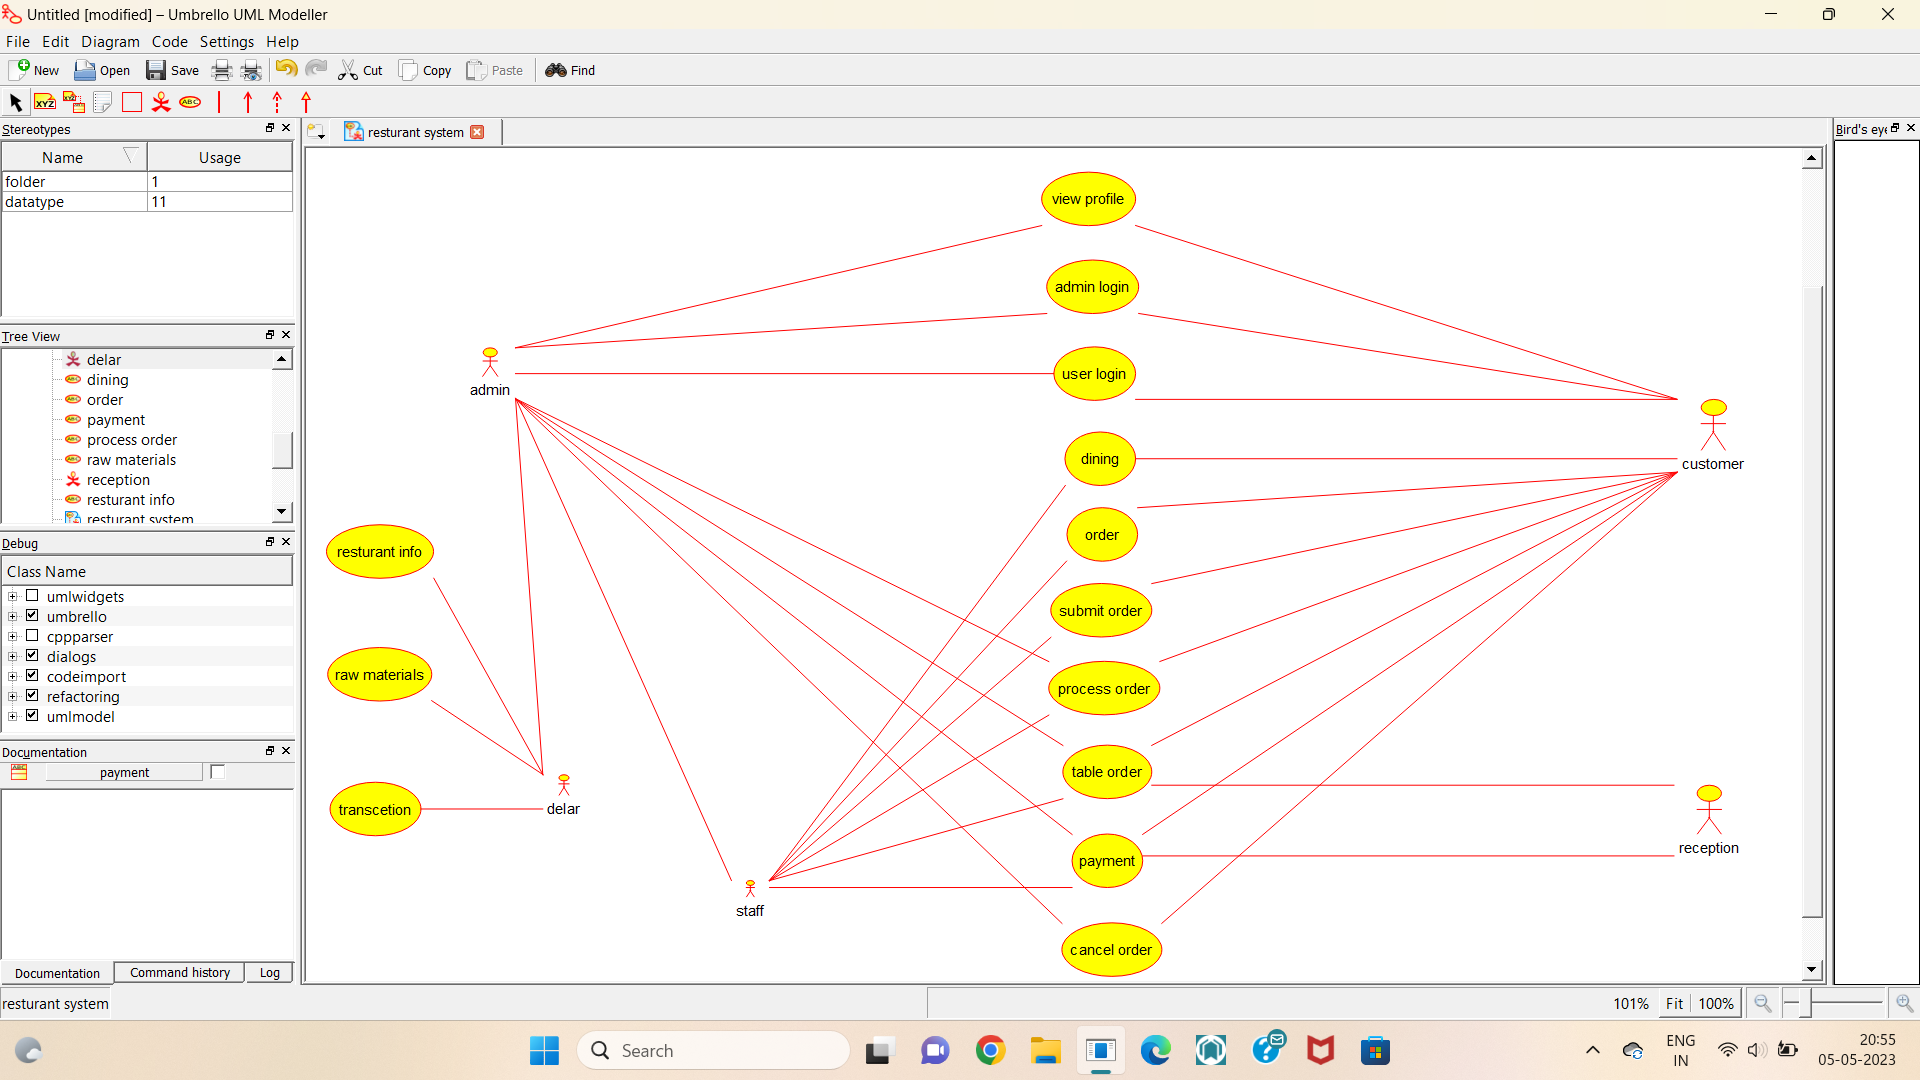 Untitled [modified] – Umbrello UML Modeller
File Edit Diagram Code Settings Help
New Open Save Cut Copy Paste Find
XYZ XYZ ABC
Stereotypes
resturant system
Bird's eye
Name Usage
folder 1
datatype 11
Tree View
delar
dining
order
payment
process order
raw materials
reception
resturant info
resturant system
Debug
Class Name
umlwidgets
umbrello
cppparser
dialogs
codeimport
refactoring
umlmodel
Documentation
payment
Documentation Command history Log
view profile
admin login
admin
user login
customer
dining
order
resturant info
submit order
raw materials
process order
table order
transcetion
delar
reception
payment
staff
cancel order
resturant system
101% Fit 100%
Search
ENG
IN
20:55
05-05-2023